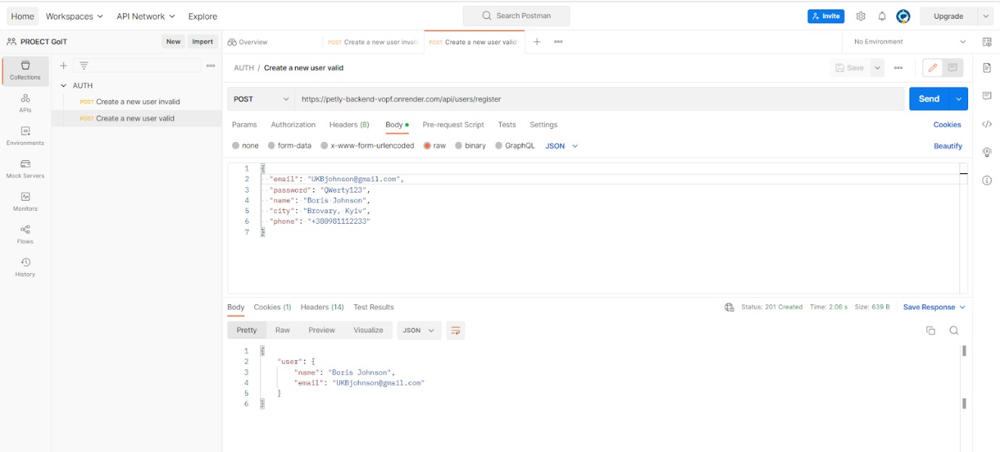 Home Workspaces API Network Explore Search Postman Invite Upgrade
PROECT GoIT New Import Overview POST Create a new user inval POST Create a new user valid No Environment
Collections
APIs
Environments
Mock Servers
Monitors
Flows
History
AUTH
POST Create a new user invalid
POST Create a new user valid
AUTH / Create a new user valid Save
POST https://petly-backend-vopf.onrender.com/api/users/register Send
Params Authorization Headers (8) Body Pre-request Script Tests Settings Cookies
none form-data x-www-form-urlencoded raw binary GraphQL JSON Beautify
1 {
2 "email": "UKBjohnson@gmail.com",
3 "password": "QWerty123",
4 "name": "Boris Johnson",
5 "city": "Brovary, Kyiv",
6 "phone": "+380981112233"
7 }
Body Cookies (1) Headers (14) Test Results Status: 201 Created Time: 2.06 s Size: 639 B Save Response
Pretty Raw Preview Visualize JSON
1 {
2 "user": {
3 "name": "Boris Johnson",
4 "email": "UKBjohnson@gmail.com"
5 }
6 }